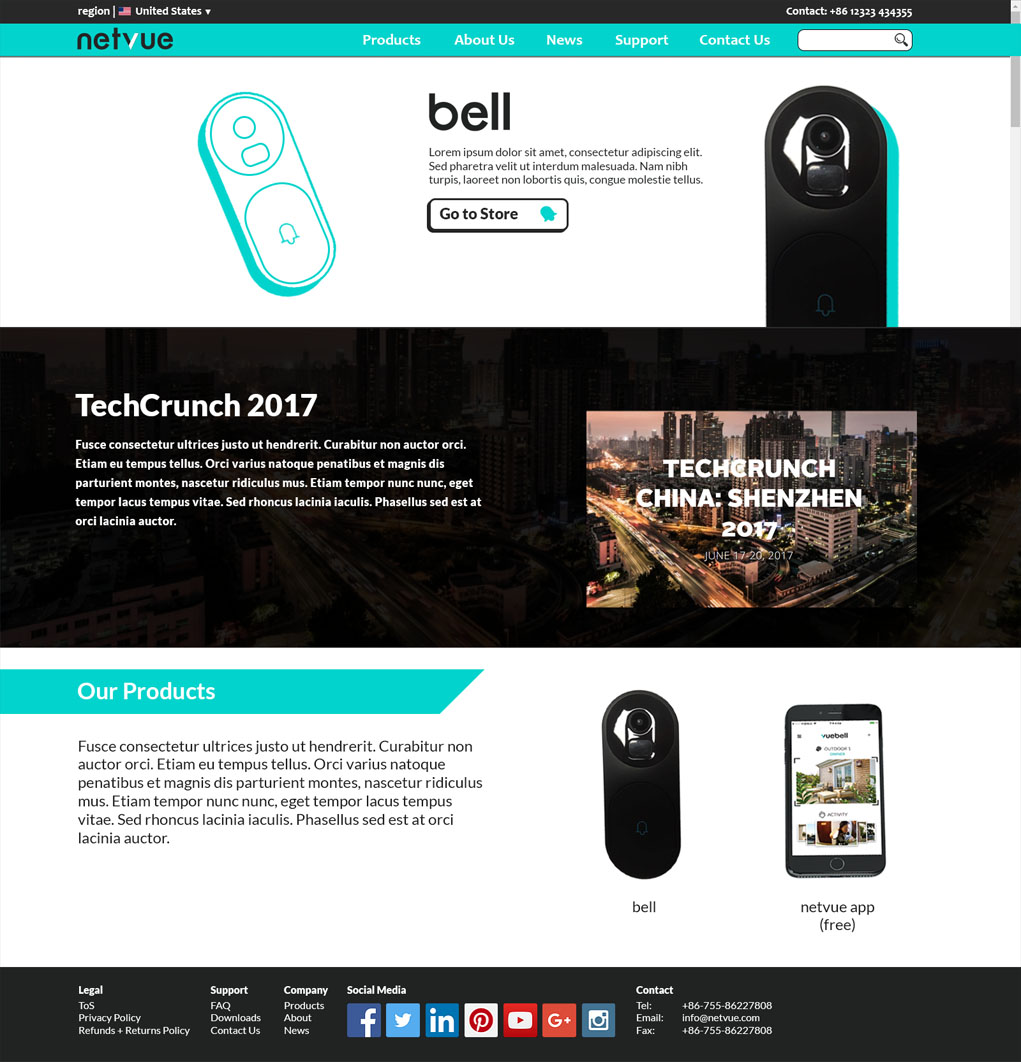 region | United States ▼
Contact: +86 12323 434355
netvue
Products
About Us
News
Support
Contact Us
bell
Lorem ipsum dolor sit amet, consectetur adipiscing elit.
Sed pharetra velit ut interdum malesuada. Nam nibh
turpis, laoreet non lobortis quis, congue molestie tellus.
Go to Store
TechCrunch 2017
Fusce consectetur ultrices justo ut hendrerit. Curabitur non auctor orci.
Etiam eu tempus tellus. Orci varius natoque penatibus et magnis dis
parturient montes, nascetur ridiculus mus. Etiam tempor nunc nunc, eget
tempor lacus tempus vitae. Sed rhoncus lacinia iaculis. Phasellus sed est at
orci lacinia auctor.
TECHCRUNCH
CHINA: SHENZHEN
2017
JUNE 17-20, 2017
Our Products
Fusce consectetur ultrices justo ut hendrerit. Curabitur non
auctor orci. Etiam eu tempus tellus. Orci varius natoque
penatibus et magnis dis parturient montes, nascetur ridiculus
mus. Etiam tempor nunc nunc, eget tempor lacus tempus
vitae. Sed rhoncus lacinia iaculis. Phasellus sed est at orci
lacinia auctor.
vuebell
OUTDOOR 1
ACTIVITY
bell
netvue app
(free)
Legal
ToS
Privacy Policy
Refunds + Returns Policy
Support
FAQ
Downloads
Contact Us
Company
Products
About
News
Social Media
f
in
G+
Contact
Tel: +86-755-86227808
Email: info@netvue.com
Fax: +86-755-86227808